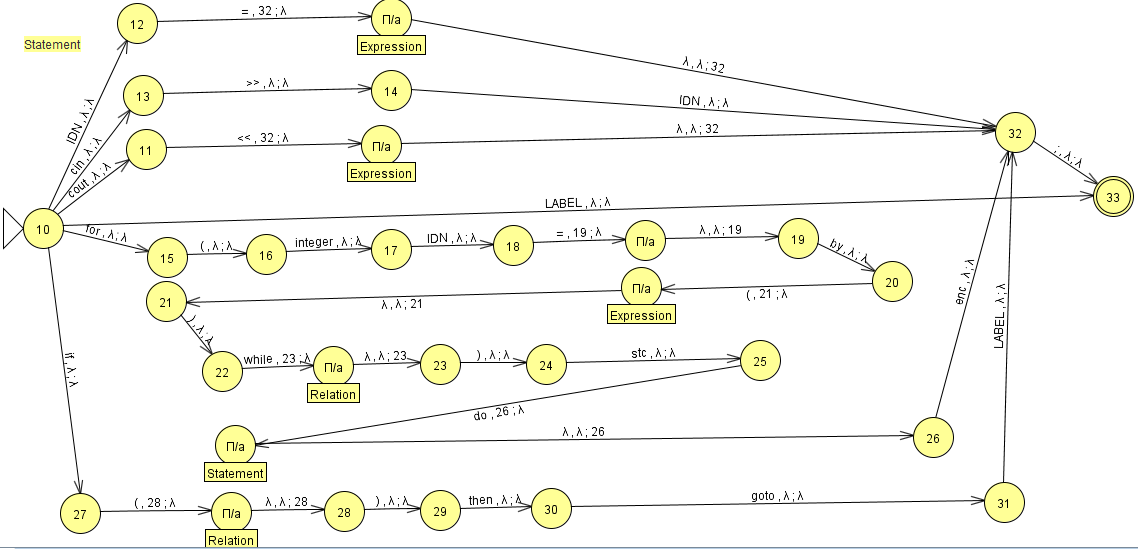 Statement
12
= , 32 ; λ
П/а
Expression
λ , λ ; 32
IDN , λ ; λ
13
>> , λ ; λ
14
IDN , λ ; λ
cin , λ ; λ
11
<< , 32 ; λ
П/а
Expression
λ , λ ; 32
32
; , λ ; λ
33
cout , λ ; λ
10
LABEL , λ ; λ
for , λ ; λ
15
( , λ ; λ
16
integer , λ ; λ
17
IDN , λ ; λ
18
= , 19 ; λ
П/а
λ , λ ; 19
19
by , λ ; λ
20
( , 21 ; λ
П/а
Expression
λ , λ ; 21
21
) , λ ; λ
22
while , 23 ; λ
П/а
Relation
λ , λ ; 23
23
) , λ ; λ
24
stc , λ ; λ
25
do , 26 ; λ
П/а
Statement
λ , λ ; 26
26
enc , λ ; λ
LABEL , λ ; λ
if , λ ; λ
27
( , 28 ; λ
П/а
Relation
λ , λ ; 28
28
) , λ ; λ
29
then , λ ; λ
30
goto , λ ; λ
31